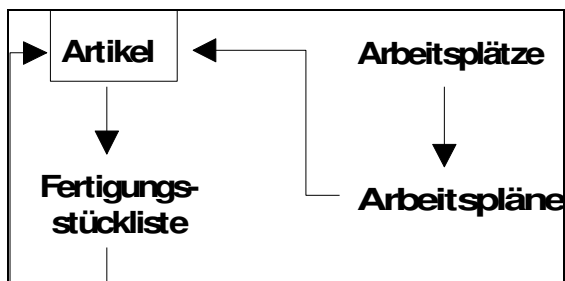 Artikel
Arbeitsplätze
Fertigungs-
stückliste
Arbeitspläne